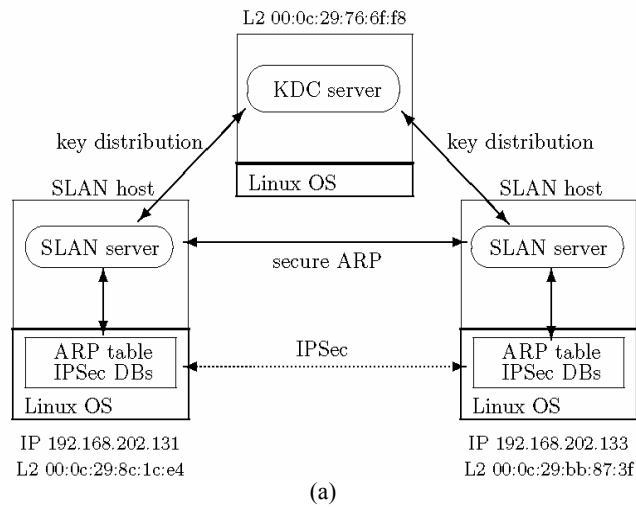 L2 00:0c:29:76:6f:f8
KDC server
key distribution
key distribution
Linux OS
SLAN host
SLAN host
SLAN server
SLAN server
secure ARP
IPSec
ARP table
IPSec DBs
ARP table
IPSec DBs
Linux OS
Linux OS
IP 192.168.202.131
L2 00:0c:29:8c:1c:e4
IP 192.168.202.133
L2 00:0c:29:bb:87:3f
(a)